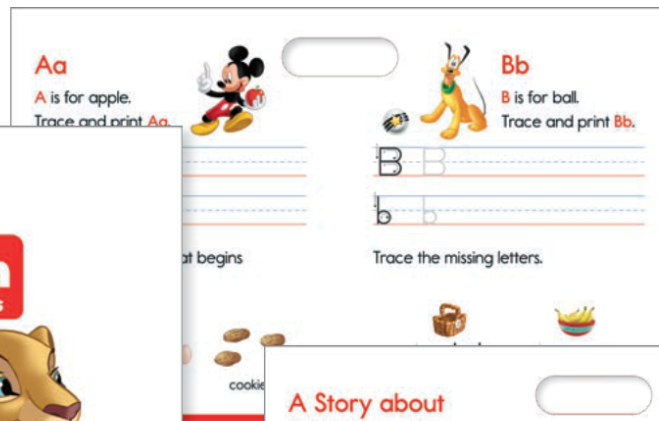 Aa
A is for apple.
Trace and print Aa.
Bb
B is for ball.
Trace and print Bb.
B B
b b
at begins
Trace the missing letters.
cookie
A Story about